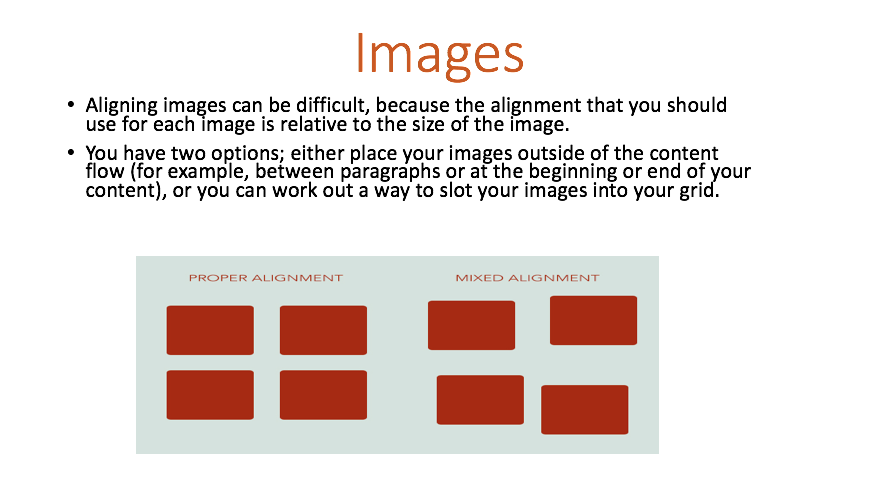 Images
• Aligning images can be difficult, because the alignment that you should
use for each image is relative to the size of the image.
• You have two options; either place your images outside of the content
flow (for example, between paragraphs or at the beginning or end of your
content), or you can work out a way to slot your images into your grid.
PROPER ALIGNMENT
MIXED ALIGNMENT